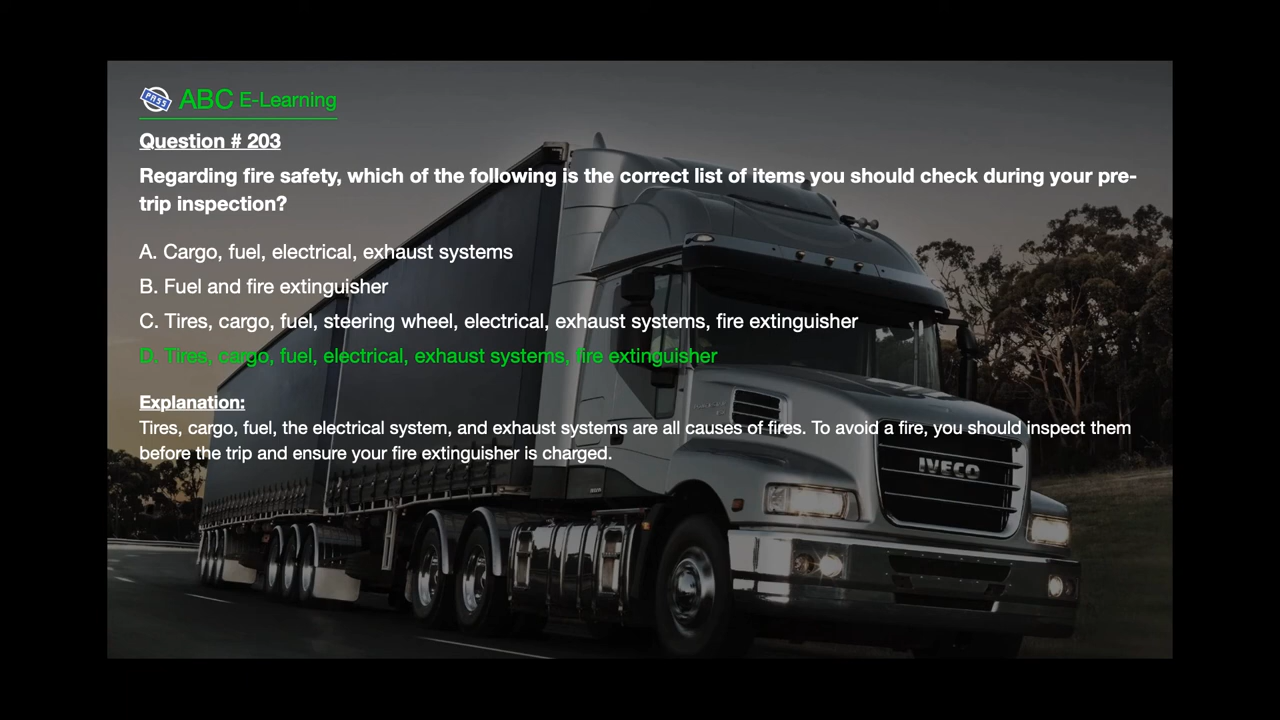 PASS ABC E-Learning
Question # 203
Regarding fire safety, which of the following is the correct list of items you should check during your pre-
trip inspection?
A. Cargo, fuel, electrical, exhaust systems
B. Fuel and fire extinguisher
C. Tires, cargo, fuel, steering wheel, electrical, exhaust systems, fire extinguisher
D. Tires, cargo, fuel, electrical, exhaust systems, fire extinguisher
Explanation:
Tires, cargo, fuel, the electrical system, and exhaust systems are all causes of fires. To avoid a fire, you should inspect them
before the trip and ensure your fire extinguisher is charged.
IVECO